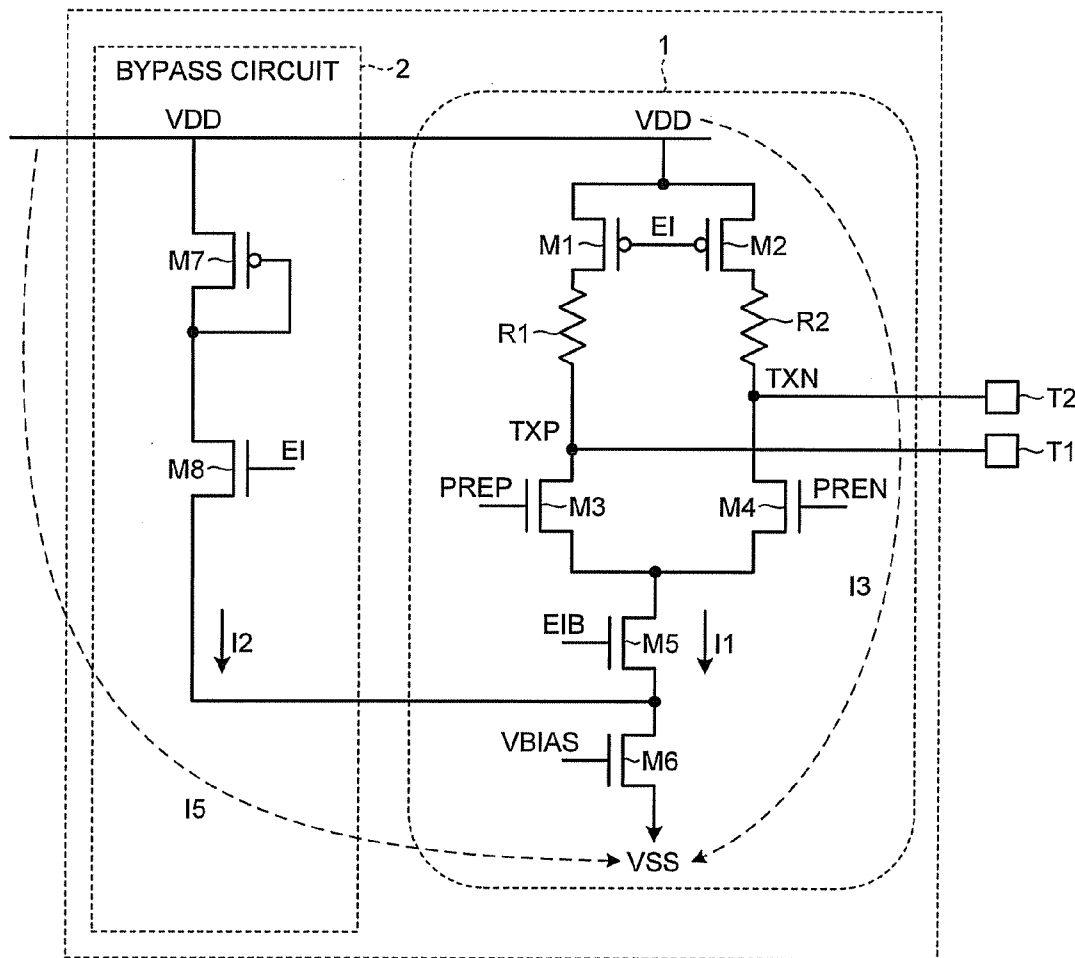 1
BYPASS CIRCUIT 2
VDD VDD
M1 EI M2
M7
R1 R2
TXN
T2
TXP
T1
M8 EI
PREP M3 M4 PREN
I3
EIB
I2 M5 I1
VBIAS
M6
I5
VSS